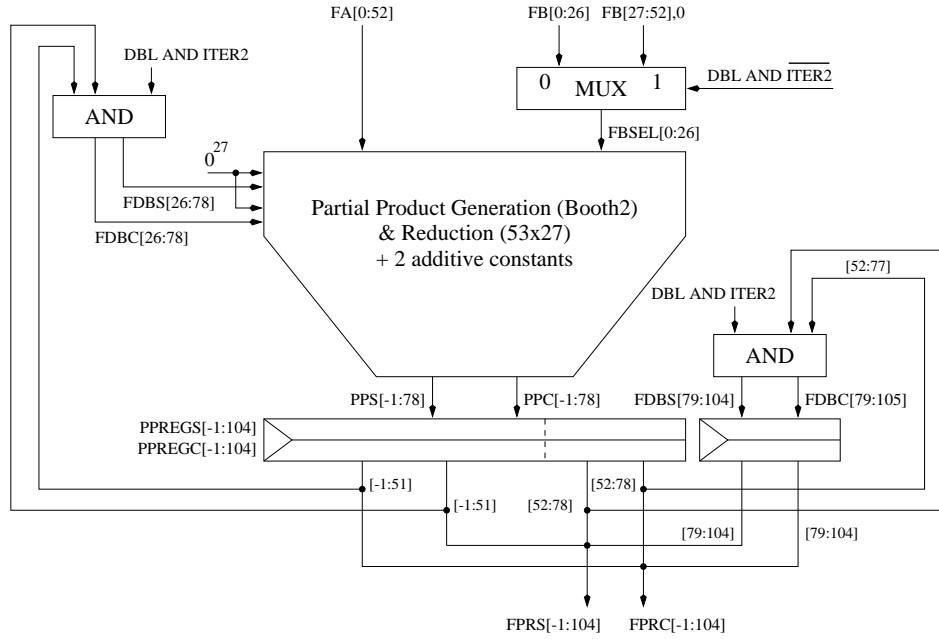 FA[0:52]
FB[0:26]
FB[27:52],0
DBL AND ITER2
0 MUX 1
DBL AND ITER2
AND
FBSEL[0:26]
0 27
Partial Product Generation (Booth2)
& Reduction (53x27)
+ 2 additive constants
FDBS[26:78]
FDBC[26:78]
[52:77]
DBL AND ITER2
AND
PPS[-1:78]
PPC[-1:78]
FDBS[79:104]
FDBC[79:105]
PPREGS[-1:104]
PPREGC[-1:104]
[-1:51]
[-1:51]
[52:78]
[52:78]
[79:104]
[79:104]
FPRS[-1:104]
FPRC[-1:104]